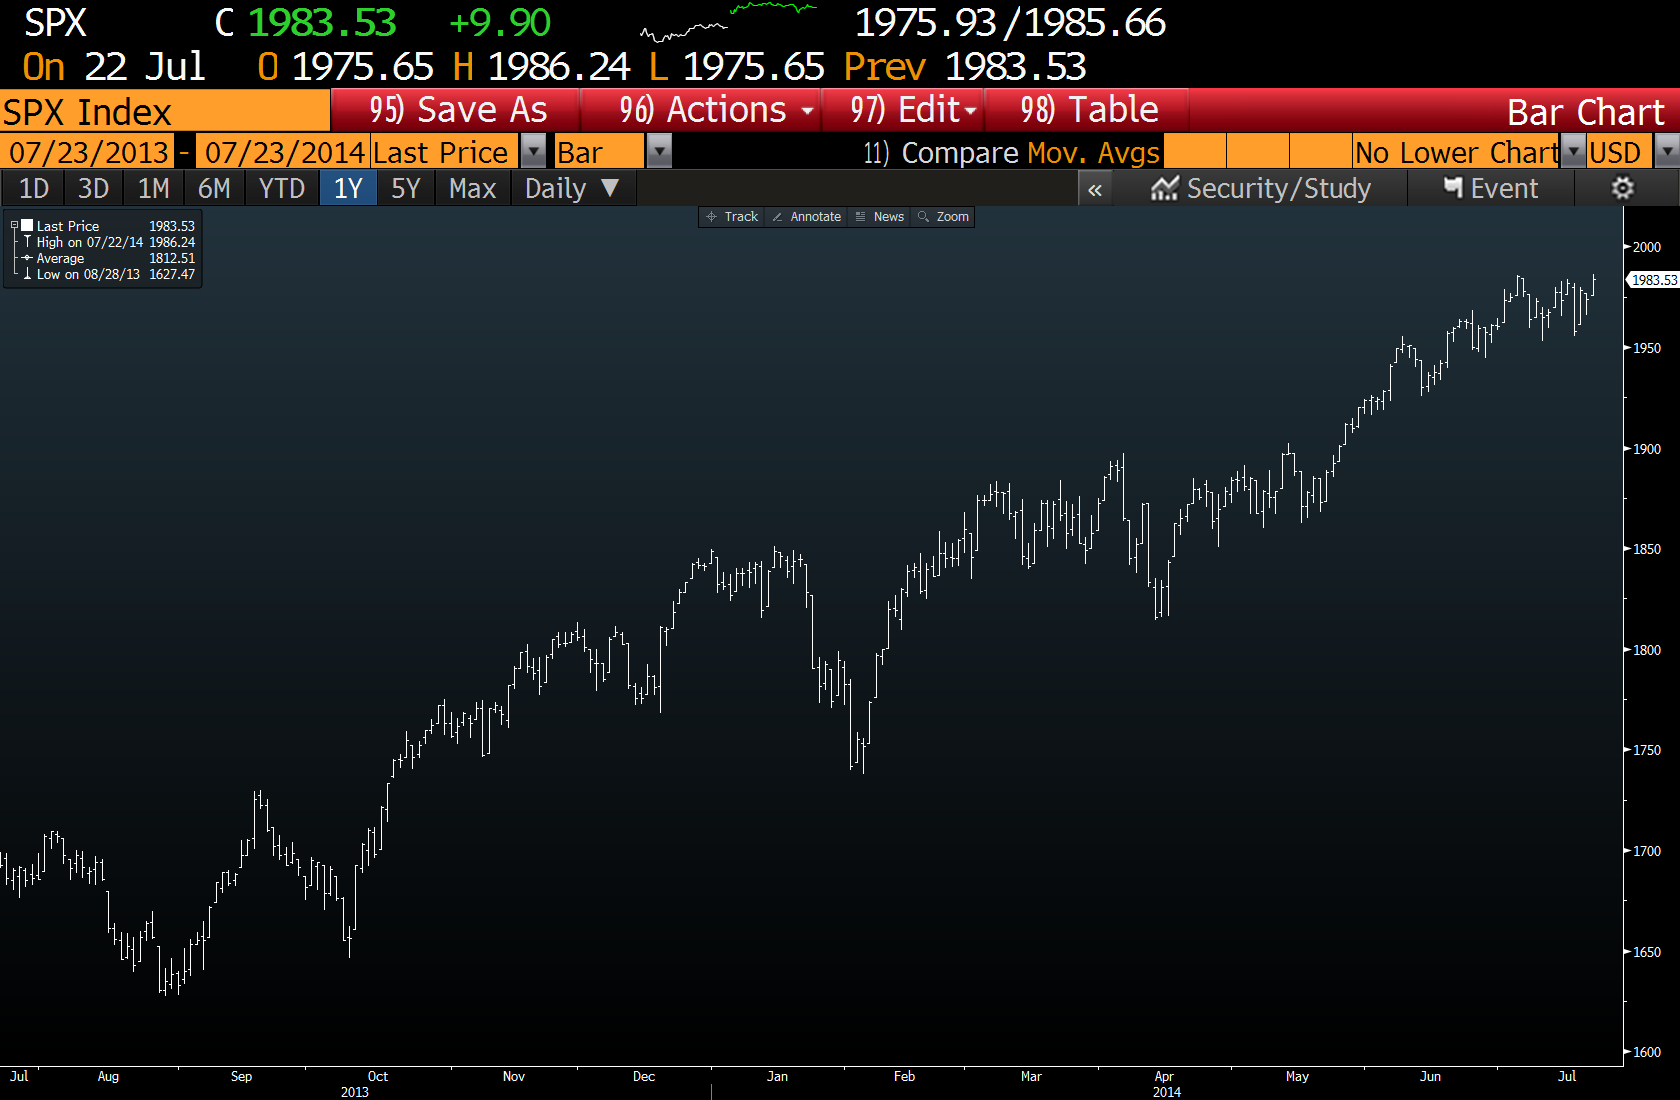 SPX C 1983.53 +9.90 1975.93/1985.66
On 22 Jul O 1975.65 H 1986.24 L 1975.65 Prev 1983.53
SPX Index 95) Save As 96) Actions 97) Edit 98) Table Bar Chart
07/23/2013 - 07/23/2014 Last Price Bar 11) Compare Mov. Avgs No Lower Chart USD
1D 3D 1M 6M YTD 1Y 5Y Max Daily « Security/Study Event
Track Annotate News Zoom
Last Price 1983.53
High on 07/22/14 1986.24
Average 1812.51
Low on 08/28/13 1627.47
2000
1983.53
1950
1900
1850
1800
1750
1700
1650
1600
Jul Aug Sep Oct Nov Dec Jan Feb Mar Apr May Jun Jul
2013 2014